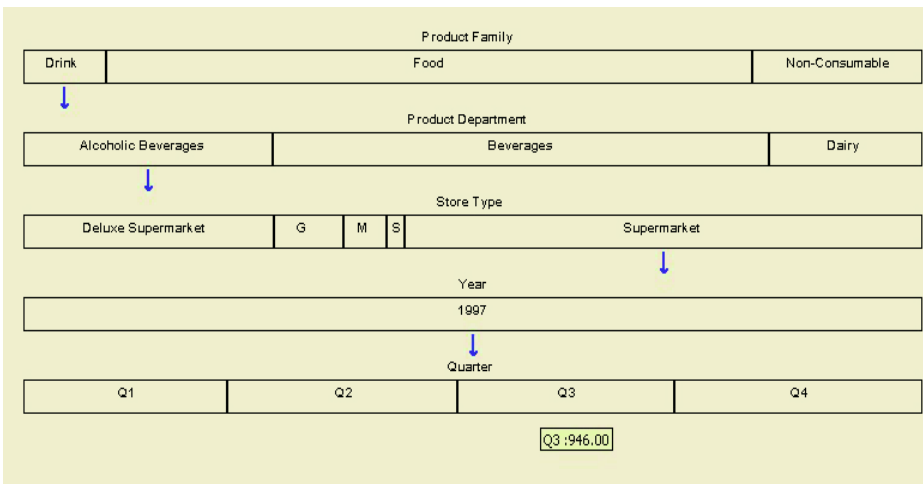 Product Family
Drink Food Non-Consumable
Product Department
Alcoholic Beverages Beverages Dairy
Store Type
Deluxe Supermarket G M S Supermarket
Year
1997
Quarter
Q1 Q2 Q3 Q4
Q3 :946.00